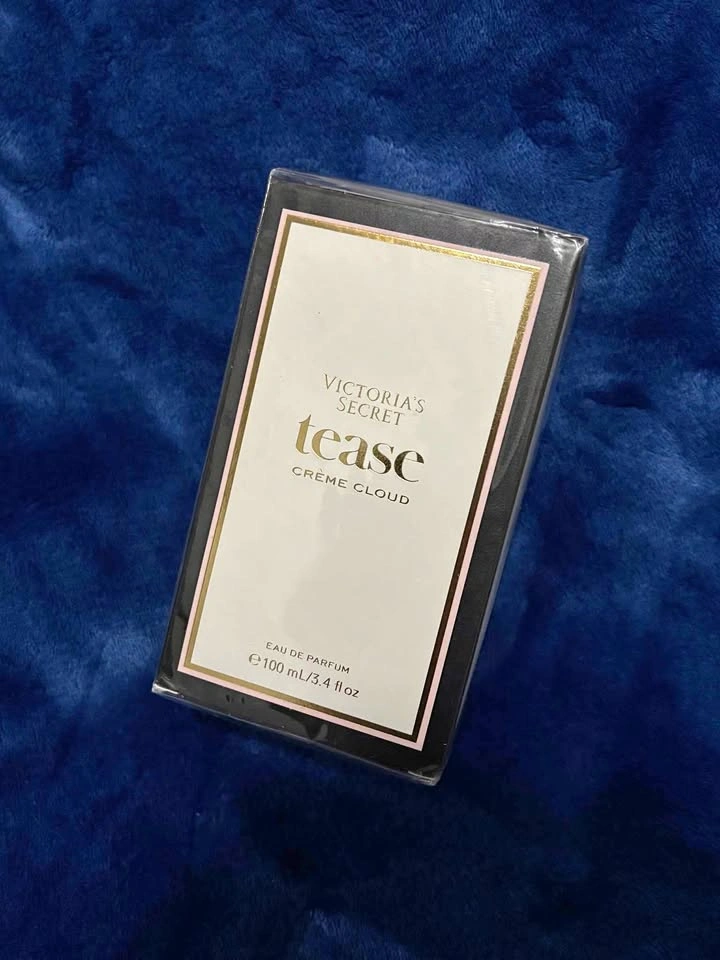 VICTORIA'S
SECRET
tease
CRÈME CLOUD
EAU DE PARFUM
℮100 mL/3.4 fl oz